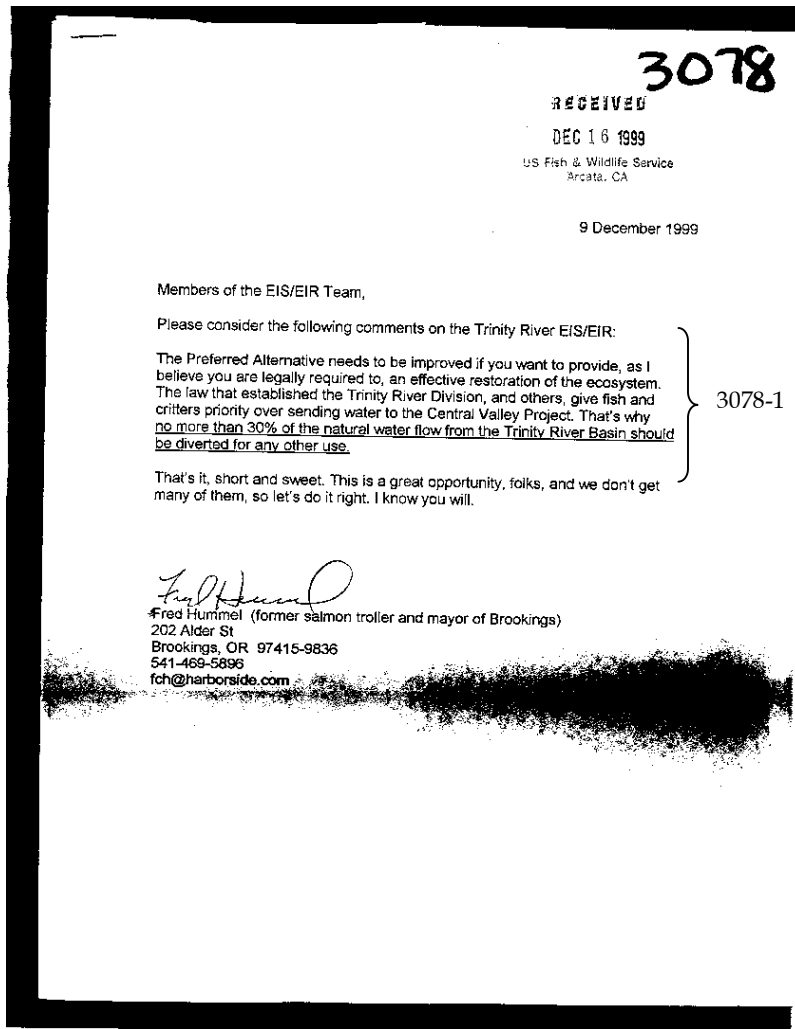 3078
RECEIVED
DEC 16 1999
US Fish & Wildlife Service
Arcata, CA
9 December 1999
Members of the EIS/EIR Team,
Please consider the following comments on the Trinity River EIS/EIR:
The Preferred Alternative needs to be improved if you want to provide, as I
believe you are legally required to, an effective restoration of the ecosystem.
The law that established the Trinity River Division, and others, give fish and
critters priority over sending water to the Central Valley Project. That's why
no more than 30% of the natural water flow from the Trinity River Basin should
be diverted for any other use.
3078-1
That's it, short and sweet. This is a great opportunity, folks, and we don't get
many of them, so let's do it right. I know you will.
Fred Hummel
Fred Hummel (former salmon troller and mayor of Brookings)
202 Alder St
Brookings, OR 97415-9836
541-469-5896
fch@harborside.com